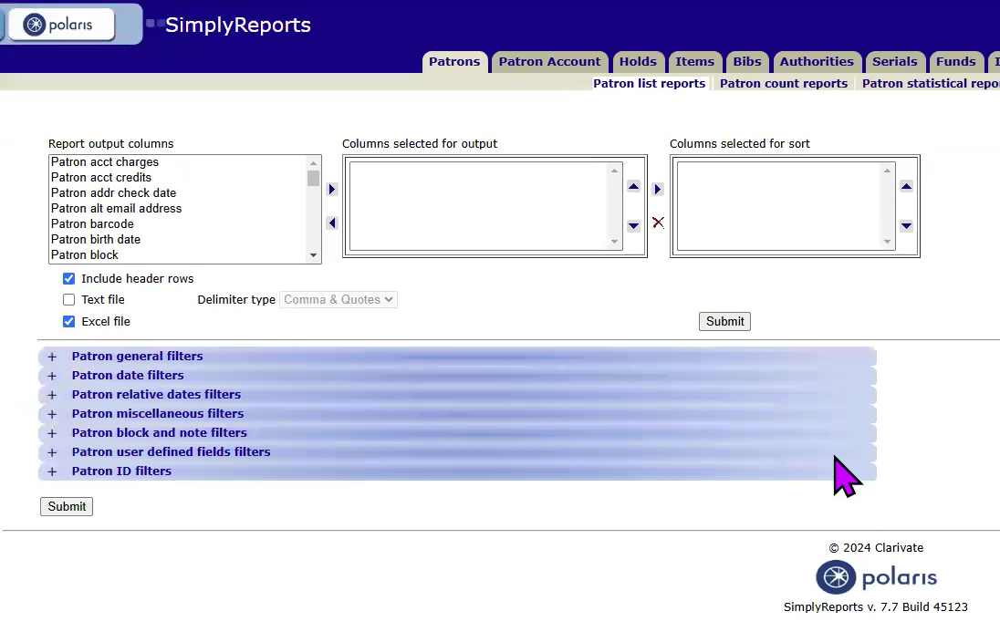 polaris
SimplyReports
Patrons Patron Account Holds Items Bibs Authorities Serials Funds
Patron list reports Patron count reports Patron statistical repo
Report output columns Columns selected for output Columns selected for sort
Patron acct charges
Patron acct credits
Patron addr check date
Patron alt email address
Patron barcode
Patron birth date
Patron block
Include header rows
Text file Delimiter type Comma & Quotes
Excel file Submit
+ Patron general filters
+ Patron date filters
+ Patron relative dates filters
+ Patron miscellaneous filters
+ Patron block and note filters
+ Patron user defined fields filters
+ Patron ID filters
Submit
© 2024 Clarivate
polaris
SimplyReports v. 7.7 Build 45123